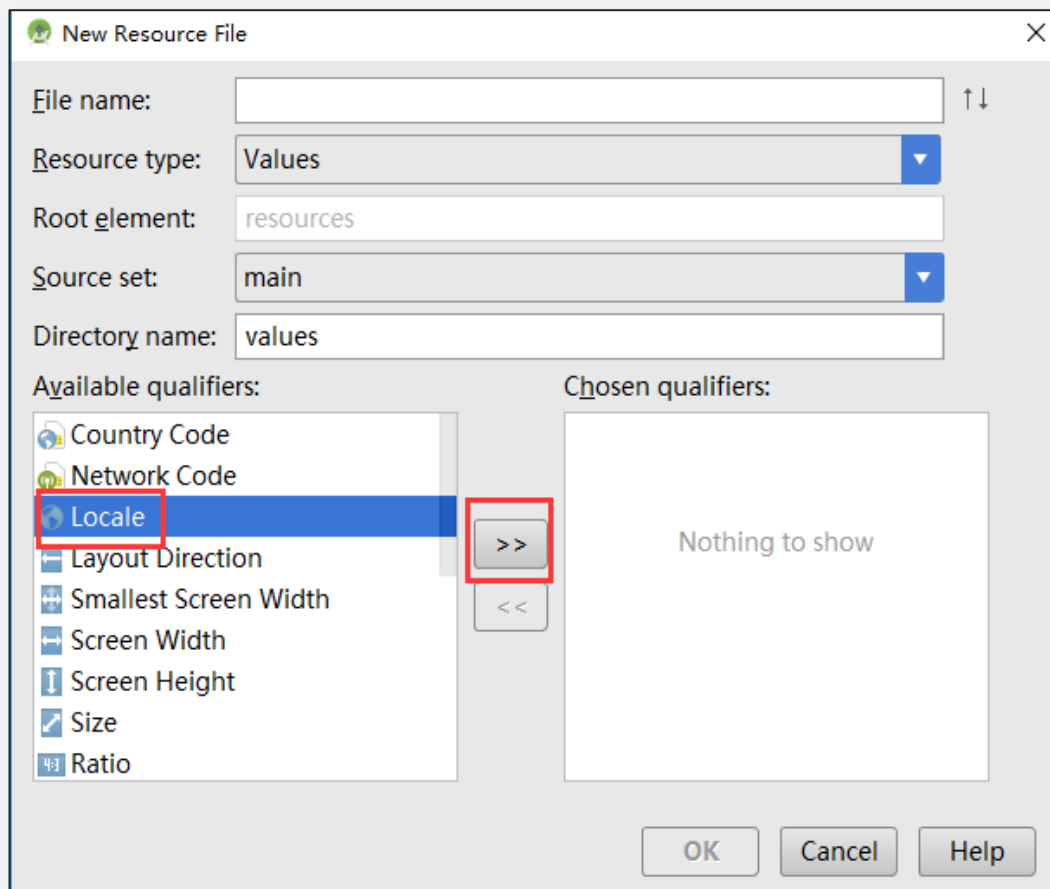 New Resource File
File name:
Resource type: Values
Root element: resources
Source set: main
Directory name: values
Available qualifiers: Chosen qualifiers:
Country Code
Network Code
Locale
Layout Direction
Smallest Screen Width
Screen Width
Screen Height
Size
Ratio
>>
<<
Nothing to show
OK Cancel Help